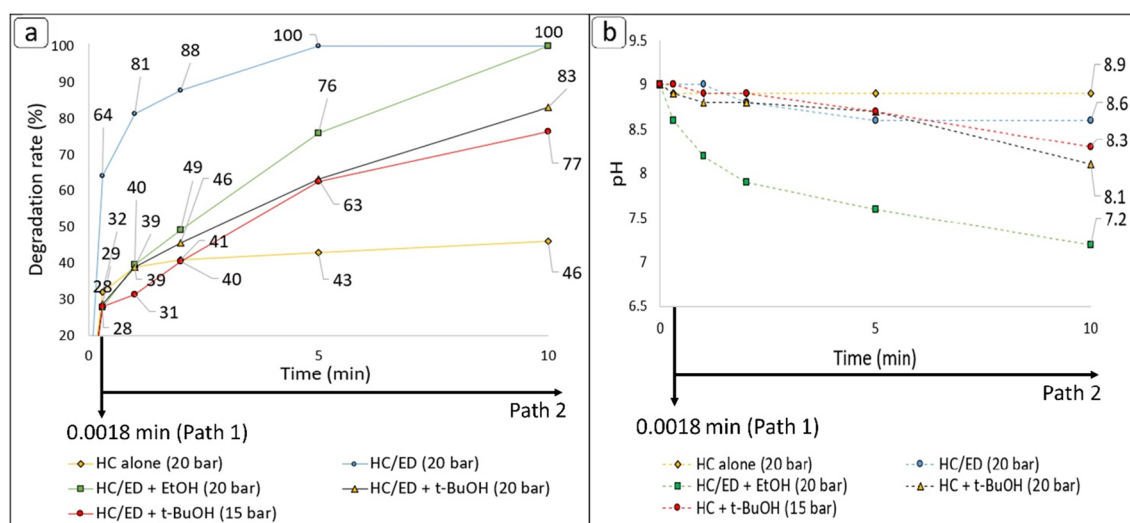 a
Degradation rate (%)
100
90
80
70
60
50
40
30
20
64
81
88
100
100
76
83
77
32
40
39
49
46
29
28
28
39
31
41
40
63
43
46
0
5
10
Time (min)
Path 2
0.0018 min (Path 1)
HC alone (20 bar)
HC/ED (20 bar)
HC/ED + EtOH (20 bar)
HC/ED + t-BuOH (20 bar)
HC/ED + t-BuOH (15 bar)
b
pH
9.5
9
8.5
8
7.5
7
6.5
8.9
8.6
8.3
8.1
7.2
0
5
10
Time (min)
Path 2
0.0018 min (Path 1)
HC alone (20 bar)
HC/ED (20 bar)
HC/ED + EtOH (20 bar)
HC + t-BuOH (20 bar)
HC + t-BuOH (15 bar)